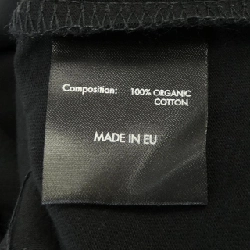 Composition: 100% ORGANIC
COTTON
MADE IN EU